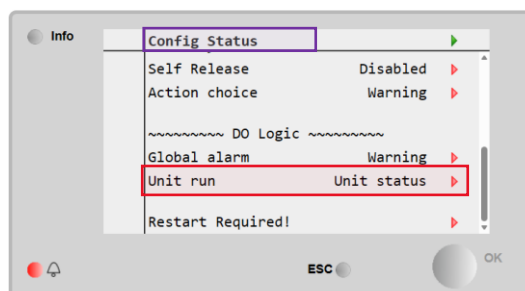 Info
Config Status
Self Release Disabled
Action choice Warning
~~~~~~~~~ DO Logic ~~~~~~~~~
Global alarm Warning
Unit run Unit status
Restart Required!
ESC
OK